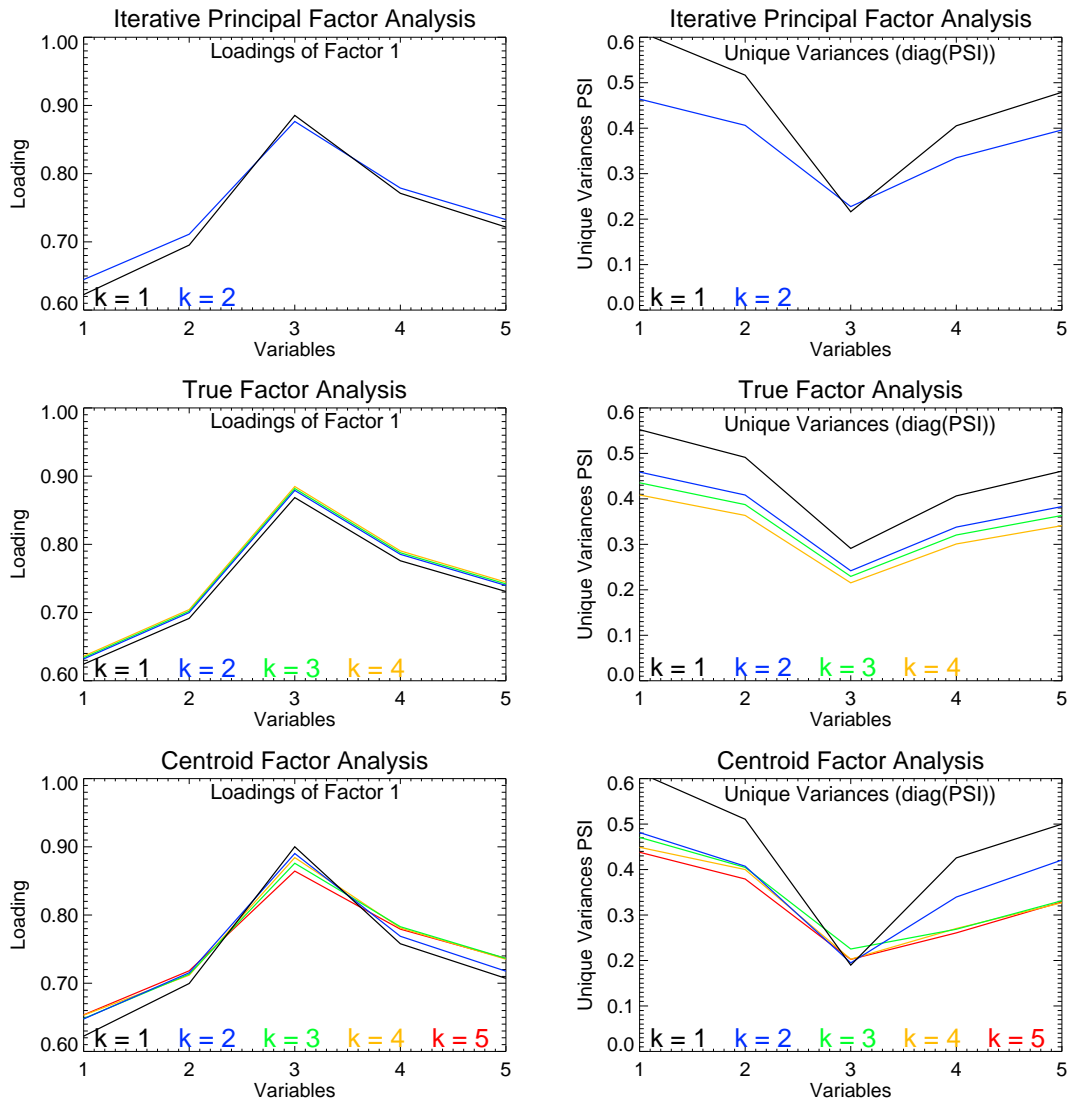 Iterative Principal Factor Analysis
Loadings of Factor 1
Loading
1.00
0.90
0.80
0.70
0.60
k = 1 k = 2
1 2 3 4 5
Variables
Iterative Principal Factor Analysis
Unique Variances (diag(PSI))
Unique Variances PSI
0.6
0.5
0.4
0.3
0.2
0.1
0.0
k = 1 k = 2
1 2 3 4 5
Variables
True Factor Analysis
Loadings of Factor 1
Loading
1.00
0.90
0.80
0.70
0.60
k = 1 k = 2 k = 3 k = 4
1 2 3 4 5
Variables
True Factor Analysis
Unique Variances (diag(PSI))
Unique Variances PSI
0.6
0.5
0.4
0.3
0.2
0.1
0.0
k = 1 k = 2 k = 3 k = 4
1 2 3 4 5
Variables
Centroid Factor Analysis
Loadings of Factor 1
Loading
1.00
0.90
0.80
0.70
0.60
k = 1 k = 2 k = 3 k = 4 k = 5
1 2 3 4 5
Variables
Centroid Factor Analysis
Unique Variances (diag(PSI))
Unique Variances PSI
0.6
0.5
0.4
0.3
0.2
0.1
0.0
k = 1 k = 2 k = 3 k = 4 k = 5
1 2 3 4 5
Variables